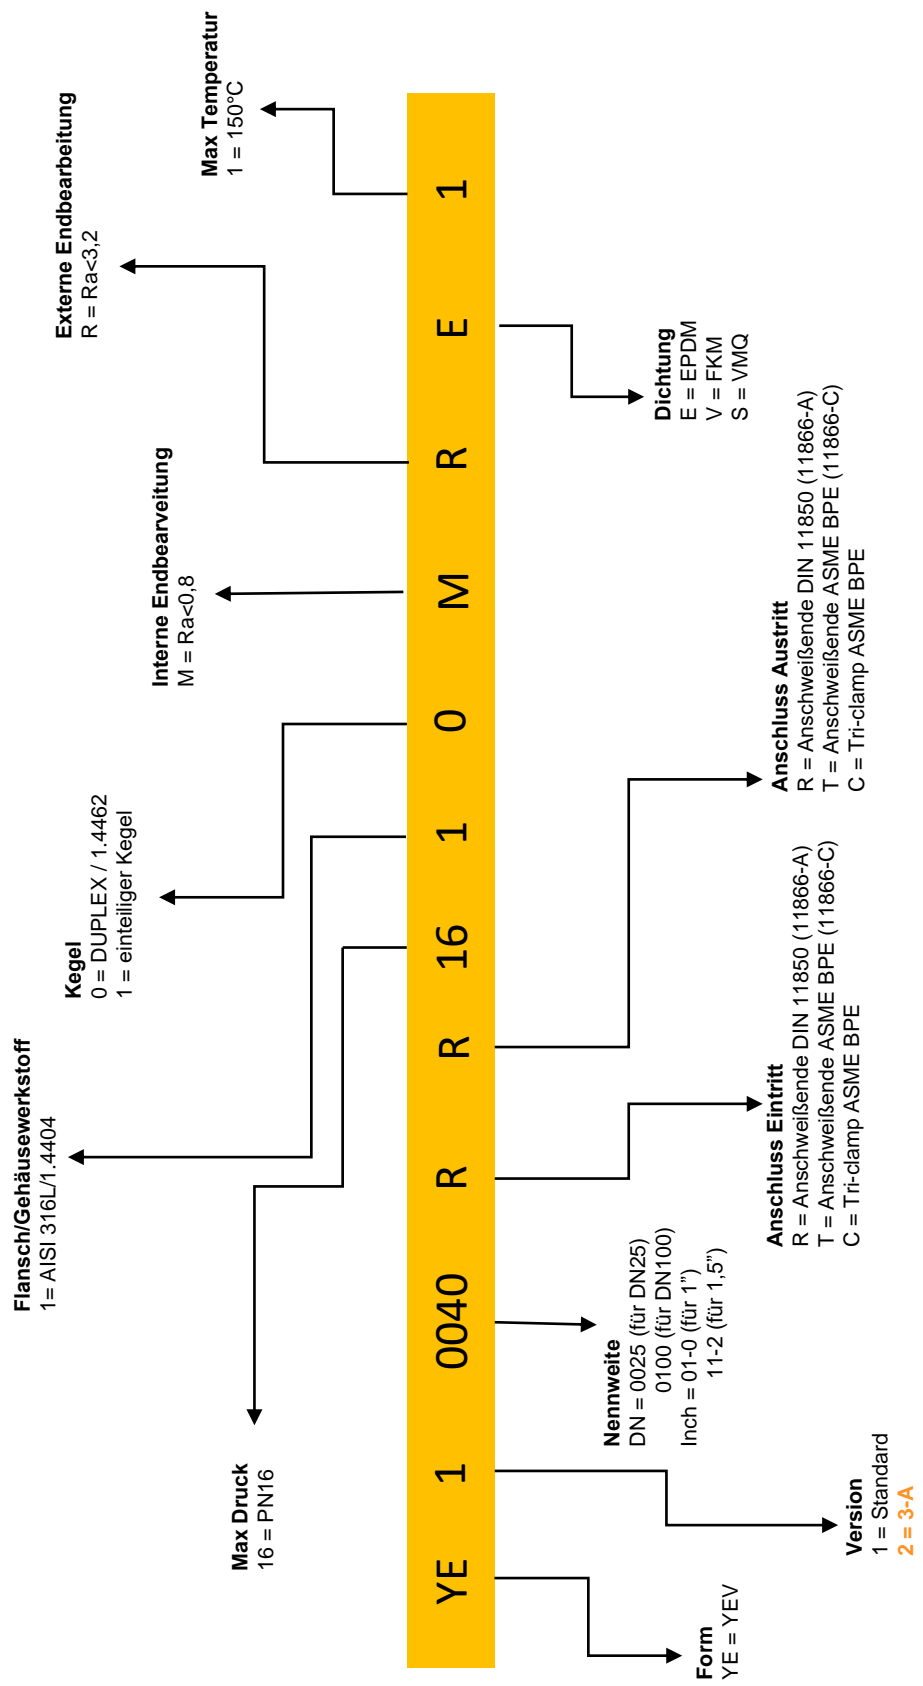 Flansch/Gehäusewerkstoff
1= AISI 316L/1.4404
Kegel
0 = DUPLEX / 1.4462
1 = einteiliger Kegel
Externe Endbearbeitung
R = Ra<3,2
Interne Endbearveitung
M = Ra<0,8
Max Temperatur
1 = 150°C
Max Druck
16 = PN16
YE 1 0040 R R 16 1 0 M R E 1
Form
YE = YEV
Version
1 = Standard
2 = 3-A
Nennweite
DN = 0025 (für DN25)
0100 (für DN100)
Inch = 01-0 (für 1”)
11-2 (für 1,5”)
Anschluss Eintritt
R = Anschweißende DIN 11850 (11866-A)
T = Anschweißende ASME BPE (11866-C)
C = Tri-clamp ASME BPE
Anschluss Austritt
R = Anschweißende DIN 11850 (11866-A)
T = Anschweißende ASME BPE (11866-C)
C = Tri-clamp ASME BPE
Dichtung
E = EPDM
V = FKM
S = VMQ